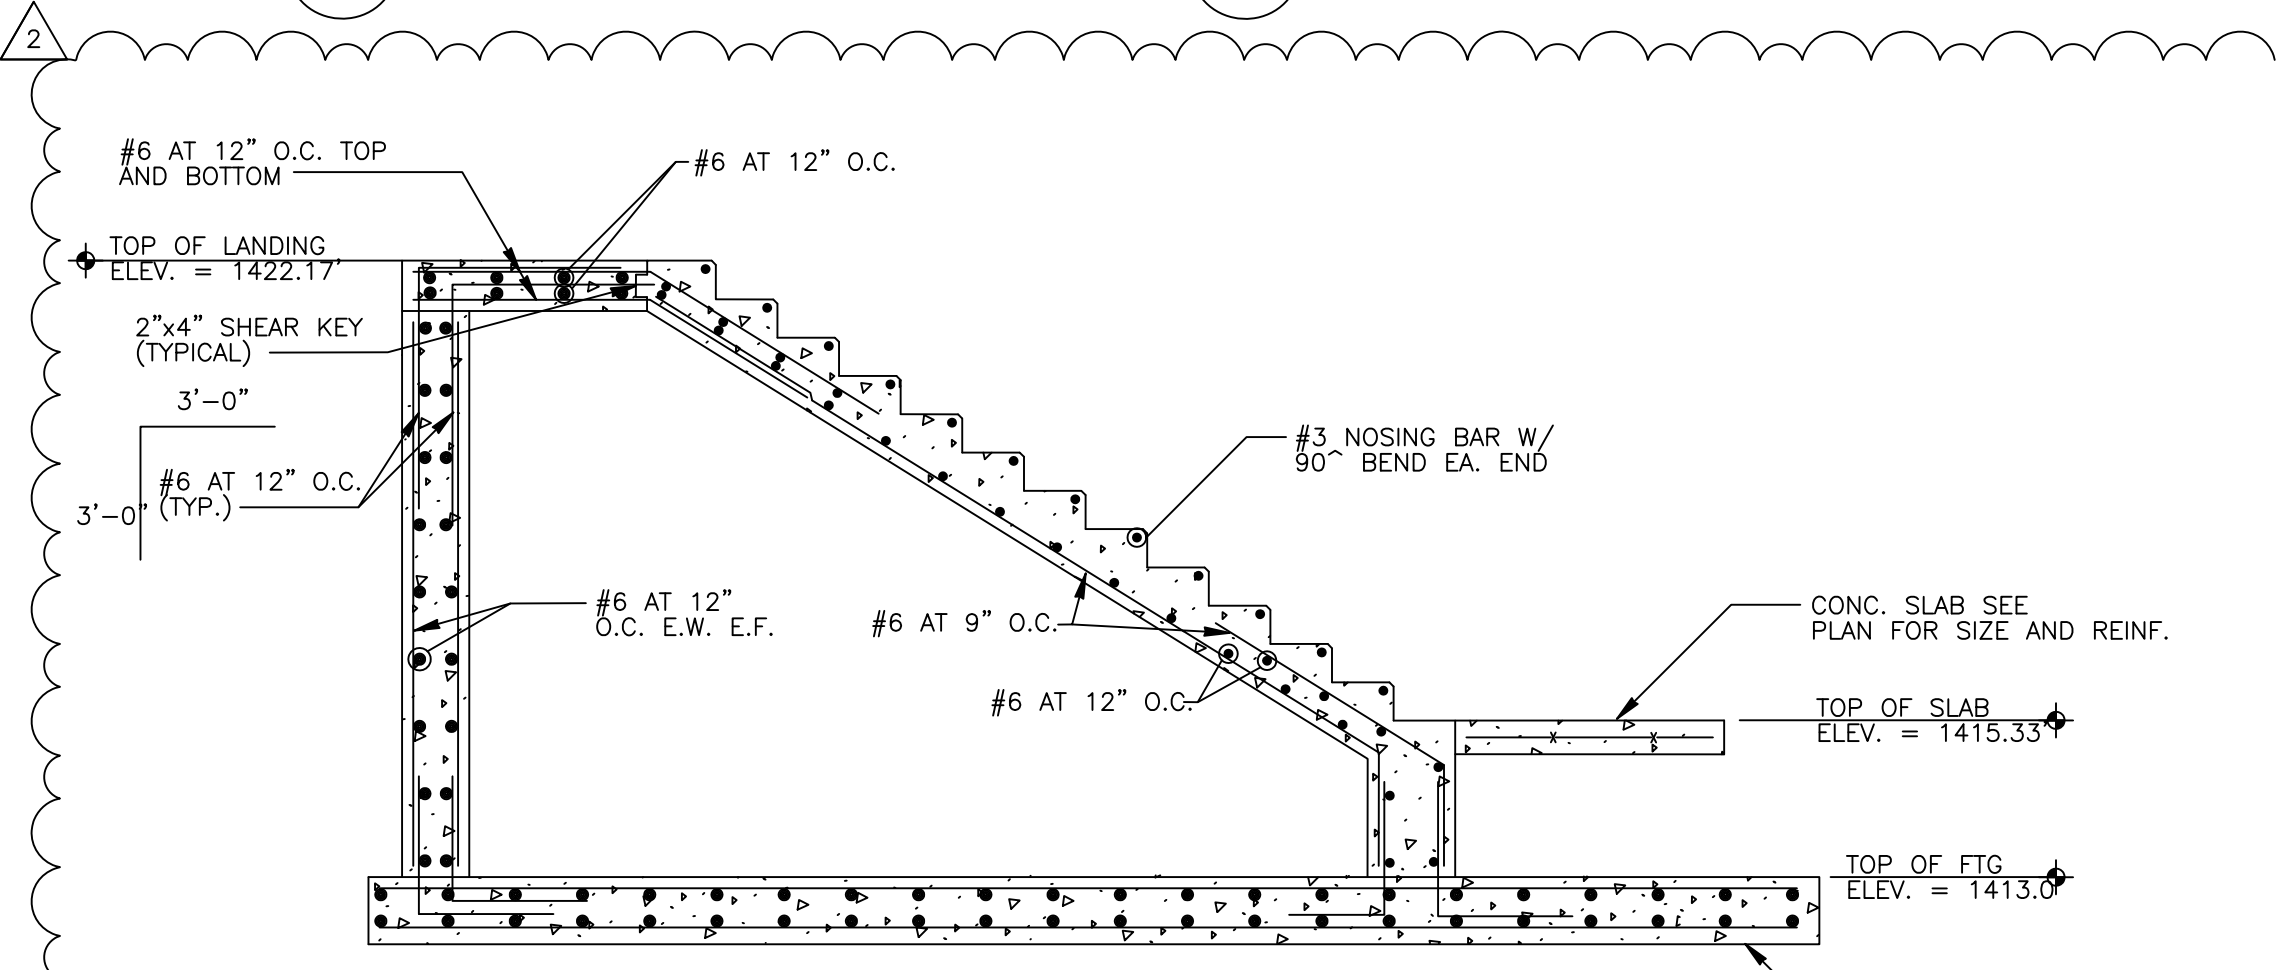 2
#6 AT 12" O.C. TOP
AND BOTTOM
#6 AT 12" O.C.
TOP OF LANDING
ELEV. = 1422.17'
2"x4" SHEAR KEY
(TYPICAL)
3'-0"
#6 AT 12" O.C.
(TYP.)
3'-0"
#3 NOSING BAR W/
90^ BEND EA. END
#6 AT 12"
O.C. E.W. E.F.
#6 AT 9" O.C.
CONC. SLAB SEE
PLAN FOR SIZE AND REINF.
#6 AT 12" O.C.
TOP OF SLAB
ELEV. = 1415.33'
TOP OF FTG
ELEV. = 1413.0'